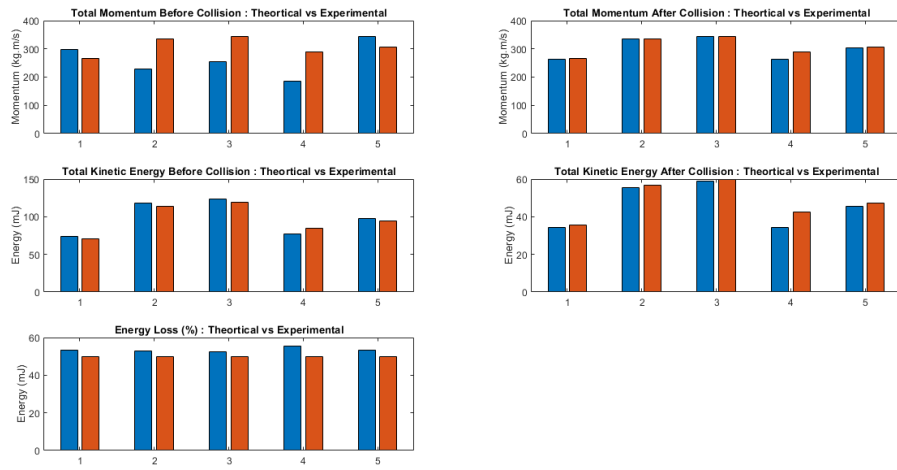 Total Momentum Before Collision : Theortical vs Experimental
Momentum (kg.m/s)
400
300
200
100
0
1 2 3 4 5
Total Momentum After Collision : Theortical vs Experimental
Momentum (kg.m/s)
400
300
200
100
0
1 2 3 4 5
Total Kinetic Energy Before Collision : Theortical vs Experimental
Energy (mJ)
150
100
50
0
1 2 3 4 5
Total Kinetic Energy After Collision : Theortical vs Experimental
Energy (mJ)
60
40
20
0
1 2 3 4 5
Energy Loss (%) : Theortical vs Experimental
Energy (mJ)
60
40
20
0
1 2 3 4 5